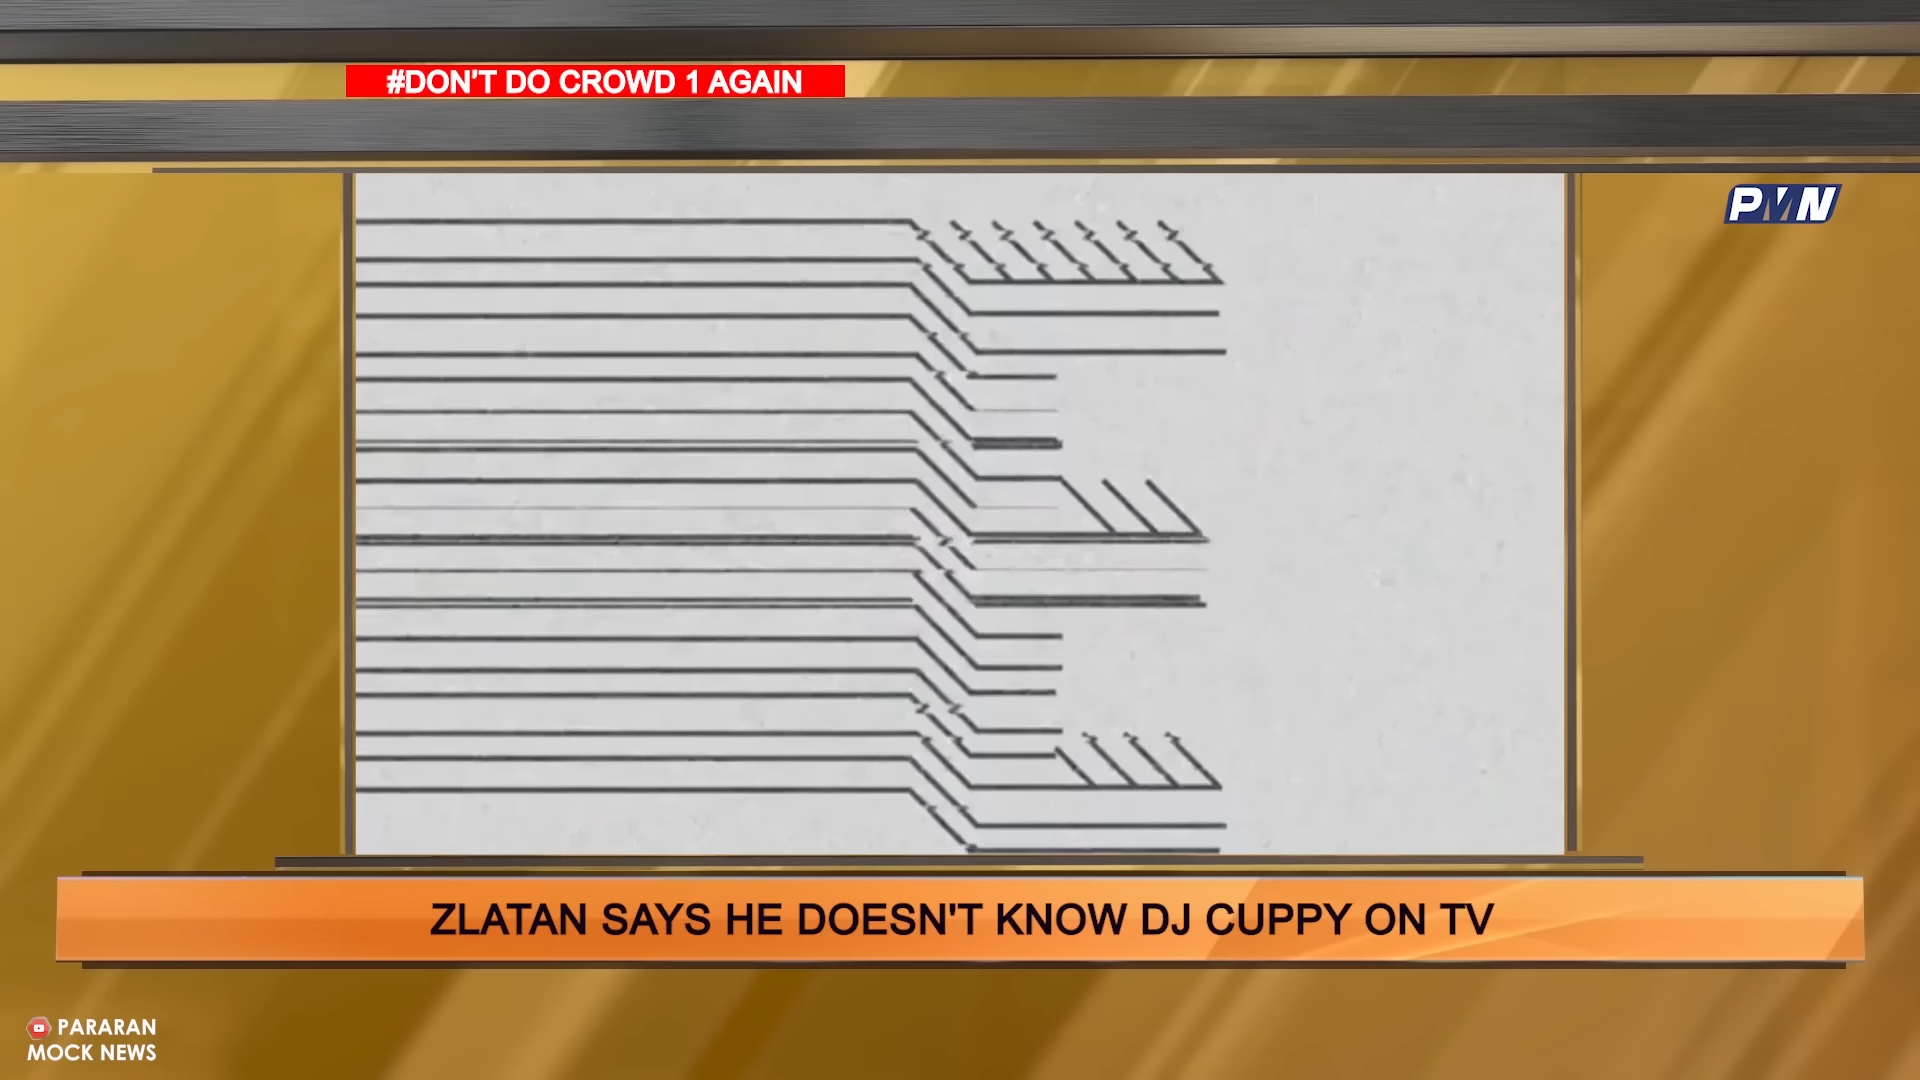 #DON'T DO CROWD 1 AGAIN
PMN
ZLATAN SAYS HE DOESN'T KNOW DJ CUPPY ON TV
PARARAN
MOCK NEWS